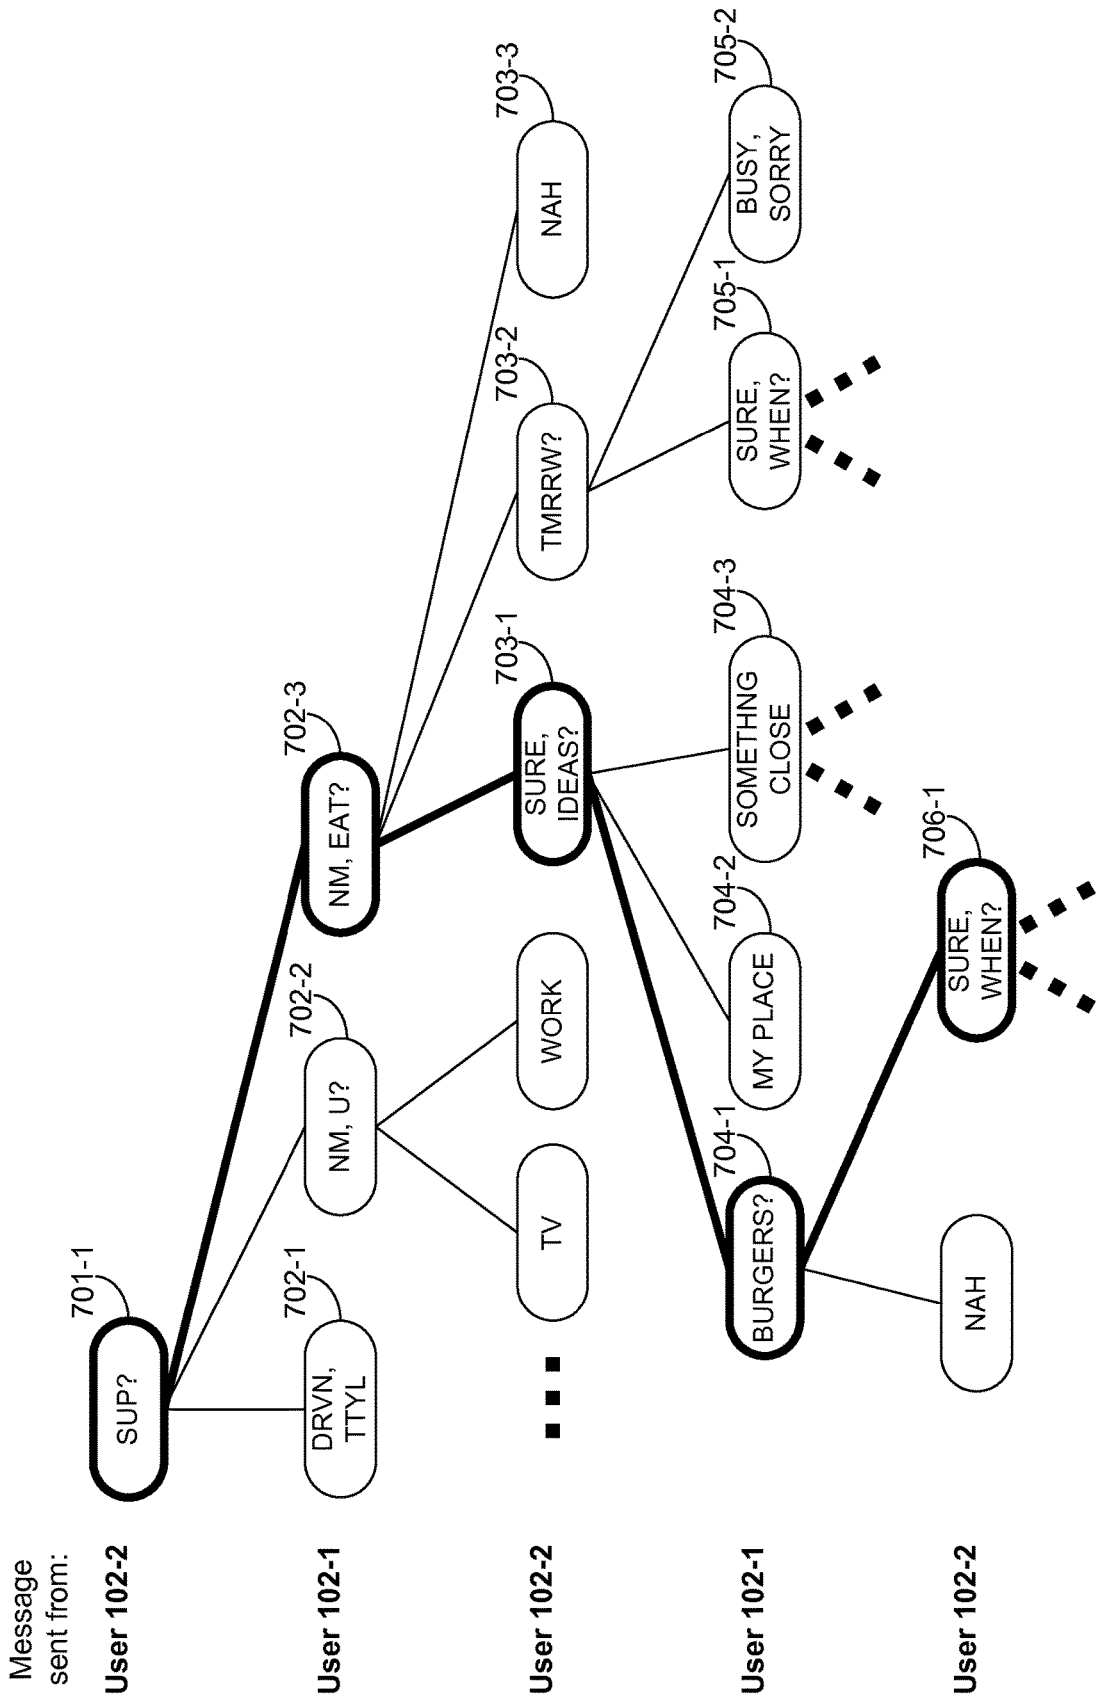 Message
sent from:
User 102-2
701-1
SUP?
User 102-1
702-1
702-2
702-3
DRVN,
TTYL
NM, U?
NM, EAT?
User 102-2
703-1
703-2
703-3
TV
WORK
SURE,
IDEAS?
TMRRW?
NAH
User 102-1
704-1
704-2
704-3
705-1
705-2
BURGERS?
MY PLACE
SOMETHNG
CLOSE
SURE,
WHEN?
BUSY,
SORRY
User 102-2
706-1
NAH
SURE,
WHEN?